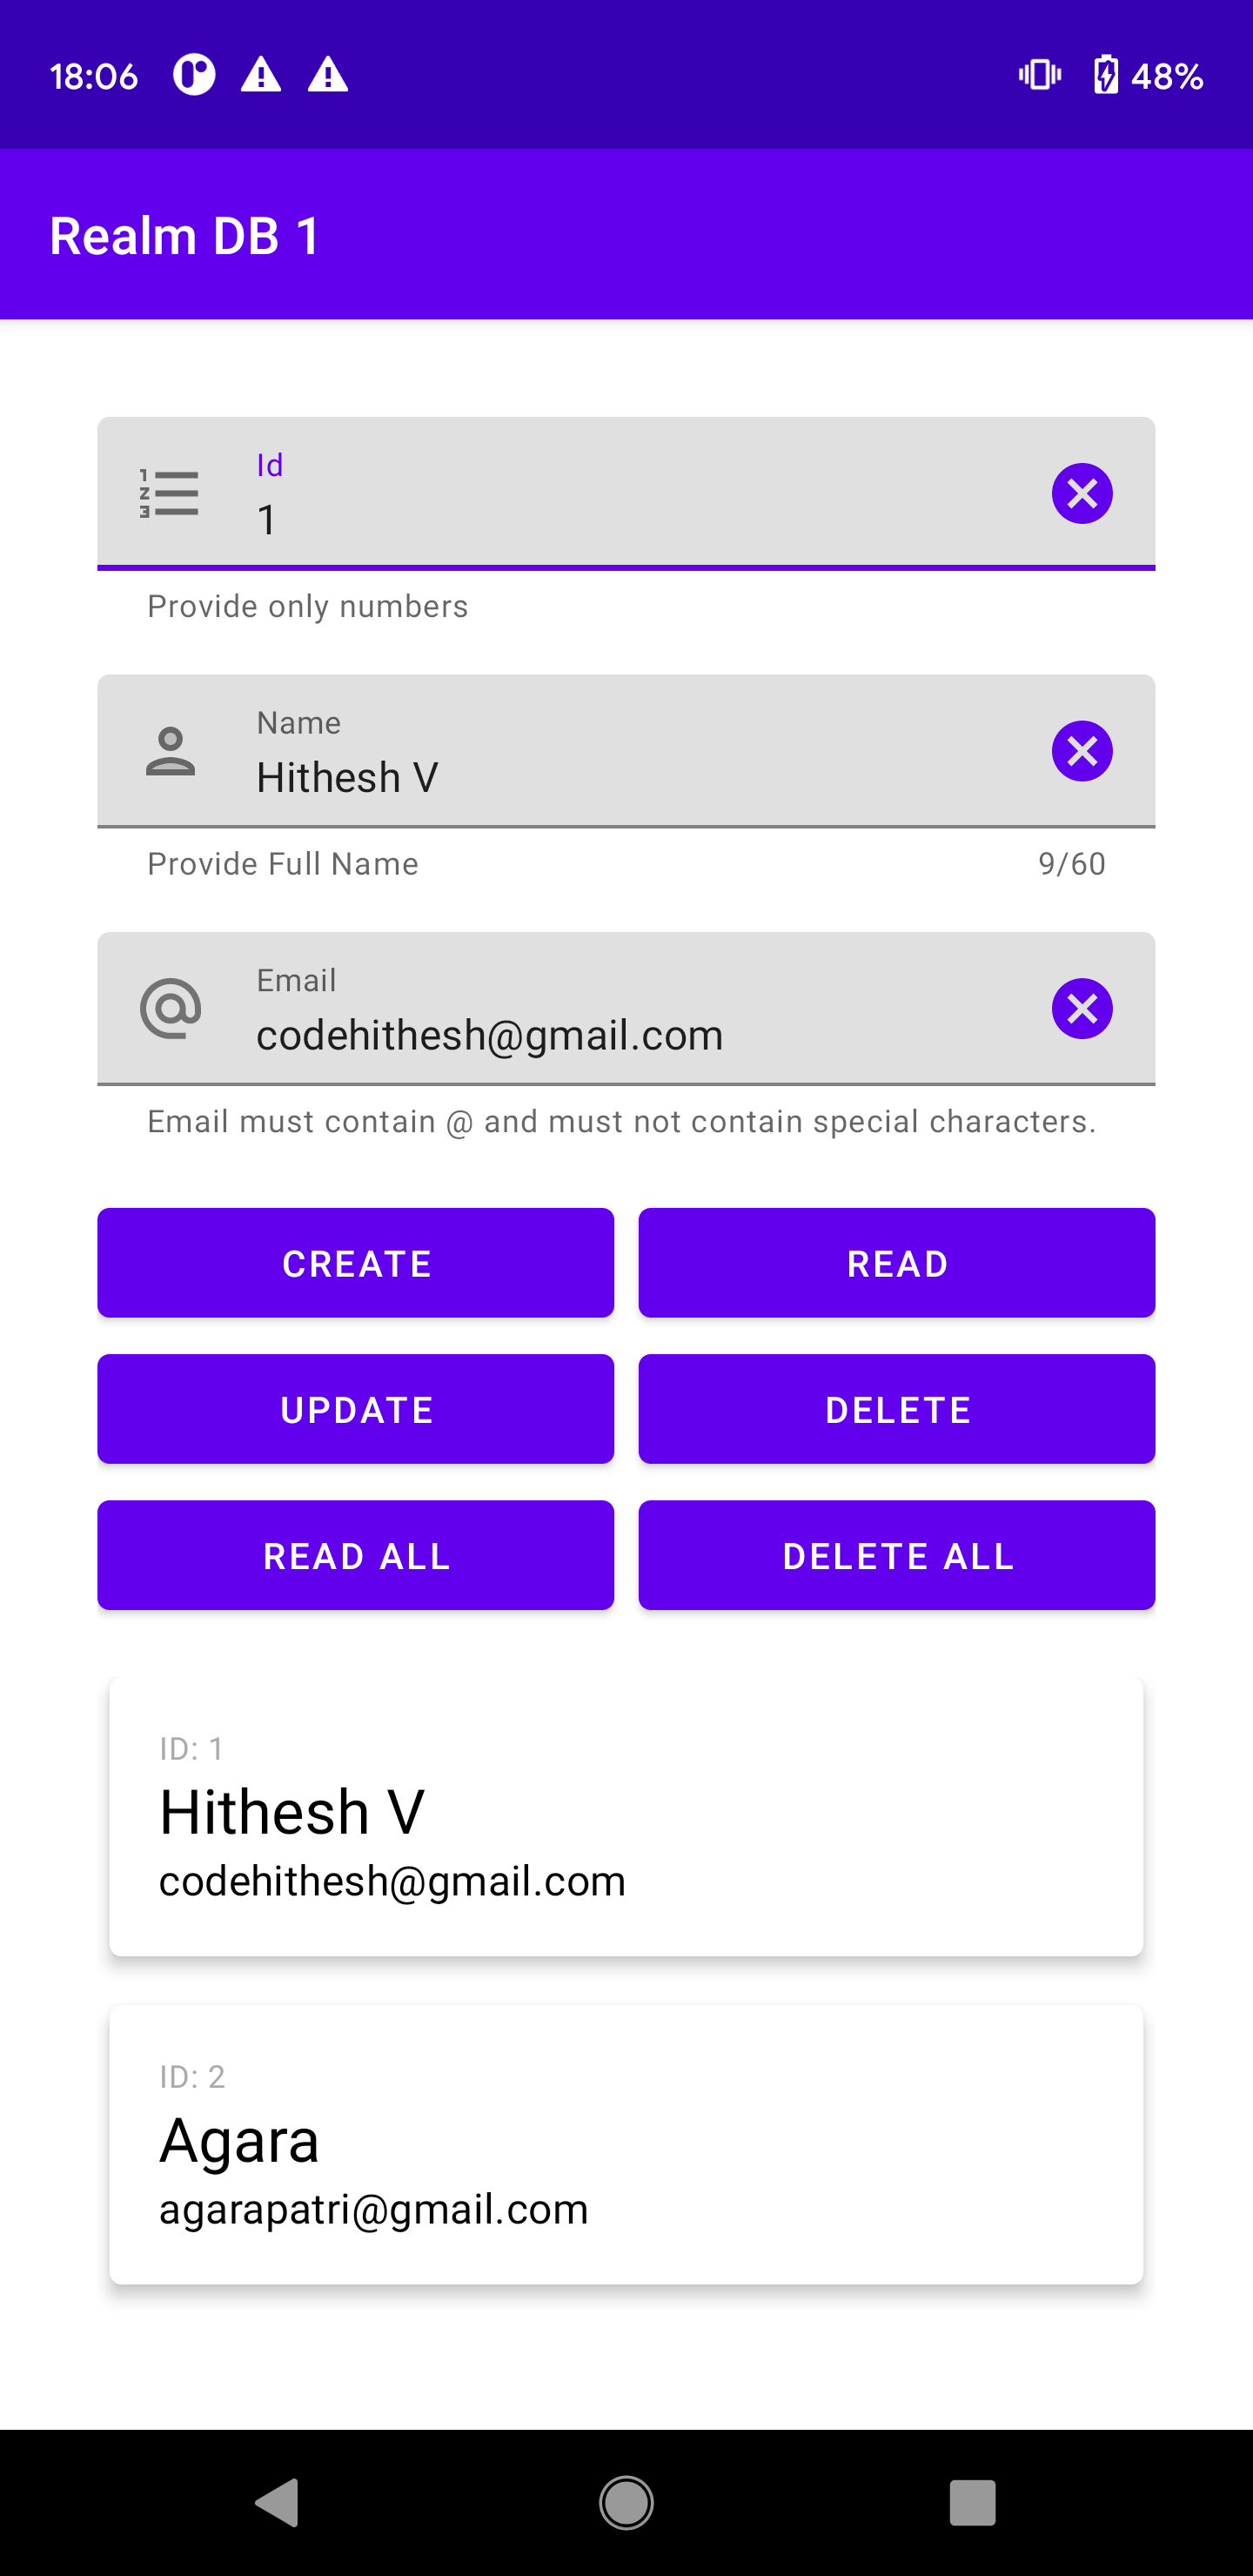 18:06 48%
Realm DB 1
Id
1
Provide only numbers
Name
Hithesh V
Provide Full Name 9/60
Email
codehithesh@gmail.com
Email must contain @ and must not contain special characters.
CREATE READ
UPDATE DELETE
READ ALL DELETE ALL
ID: 1
Hithesh V
codehithesh@gmail.com
ID: 2
Agara
agarapatri@gmail.com